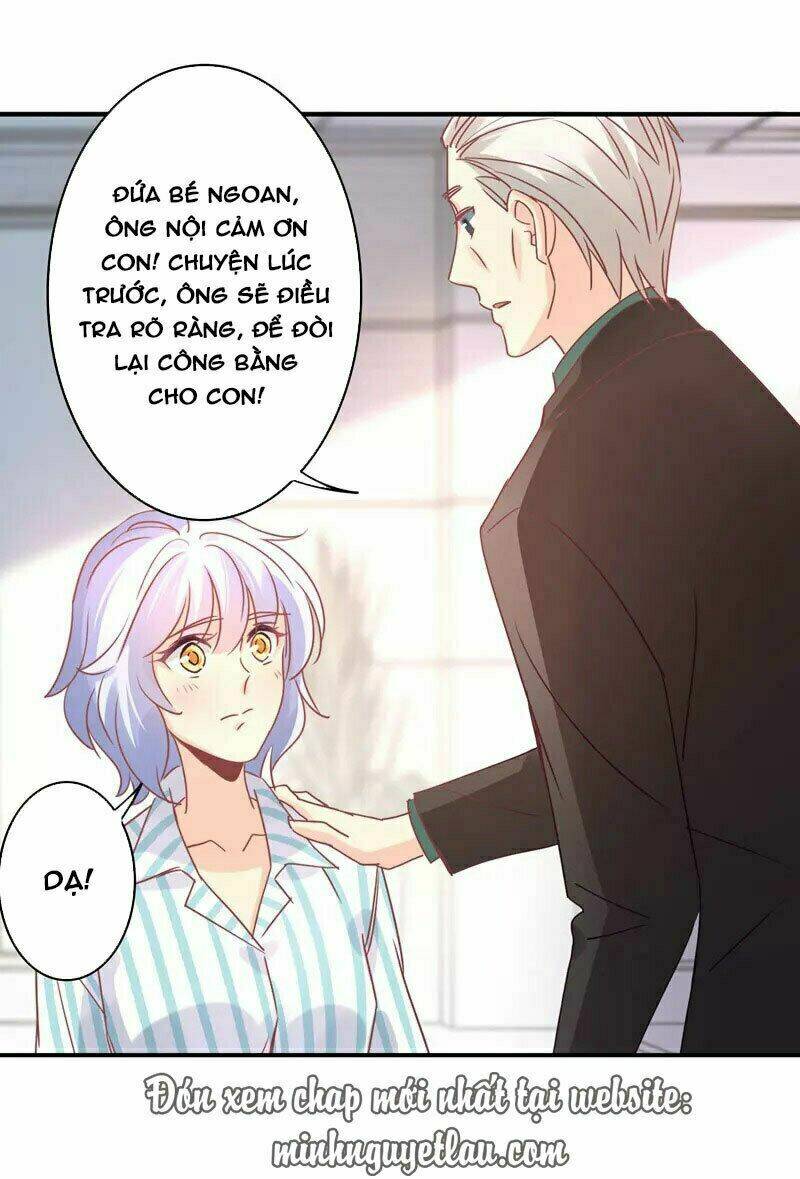 ĐỨA BÉ NGOAN,
ÔNG NỘI CẢM ƠN
CON! CHUYỆN LÚC
TRƯỚC, ÔNG SẼ ĐIỀU
TRA RÕ RÀNG, ĐỂ ĐÒI
LẠI CÔNG BẰNG
CHO CON!
DẠ!
Đón xem chap mới nhất tại website:
minhnguyetlau.com